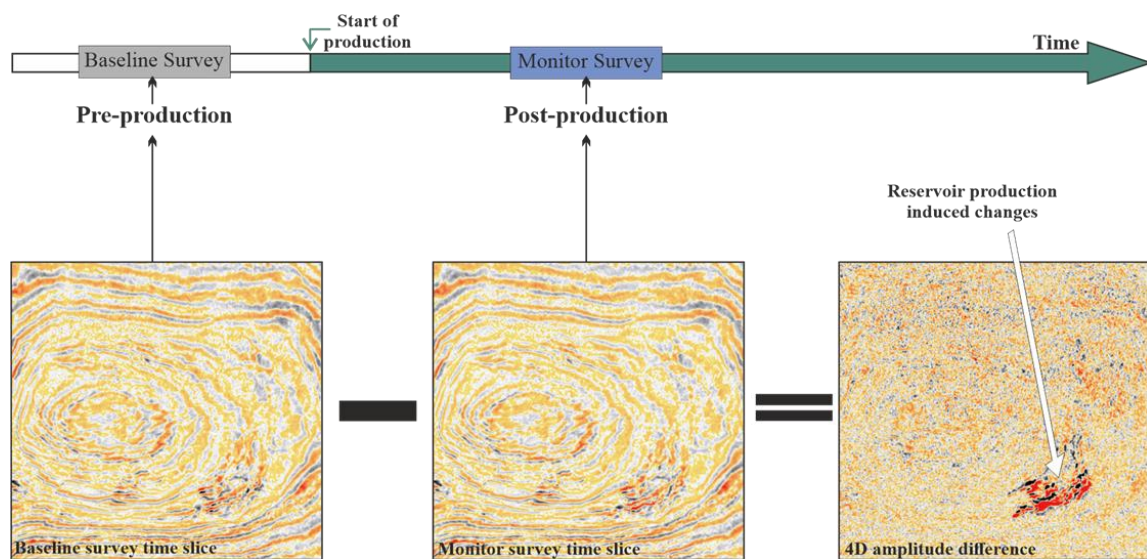 Start of
production
Baseline Survey
Monitor Survey
Time
Pre-production
Post-production
Reservoir production
induced changes
Baseline survey time slice
Monitor survey time slice
4D amplitude difference